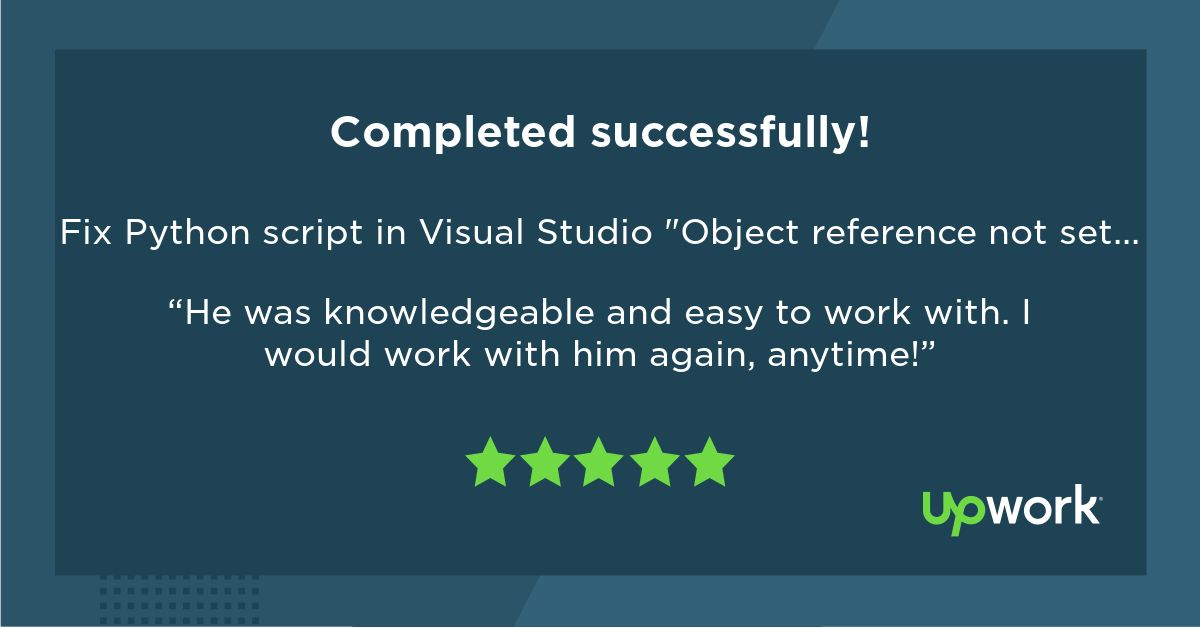 Completed successfully!
Fix Python script in Visual Studio "Object reference not set...
“He was knowledgeable and easy to work with. I
would work with him again, anytime!”
upwork